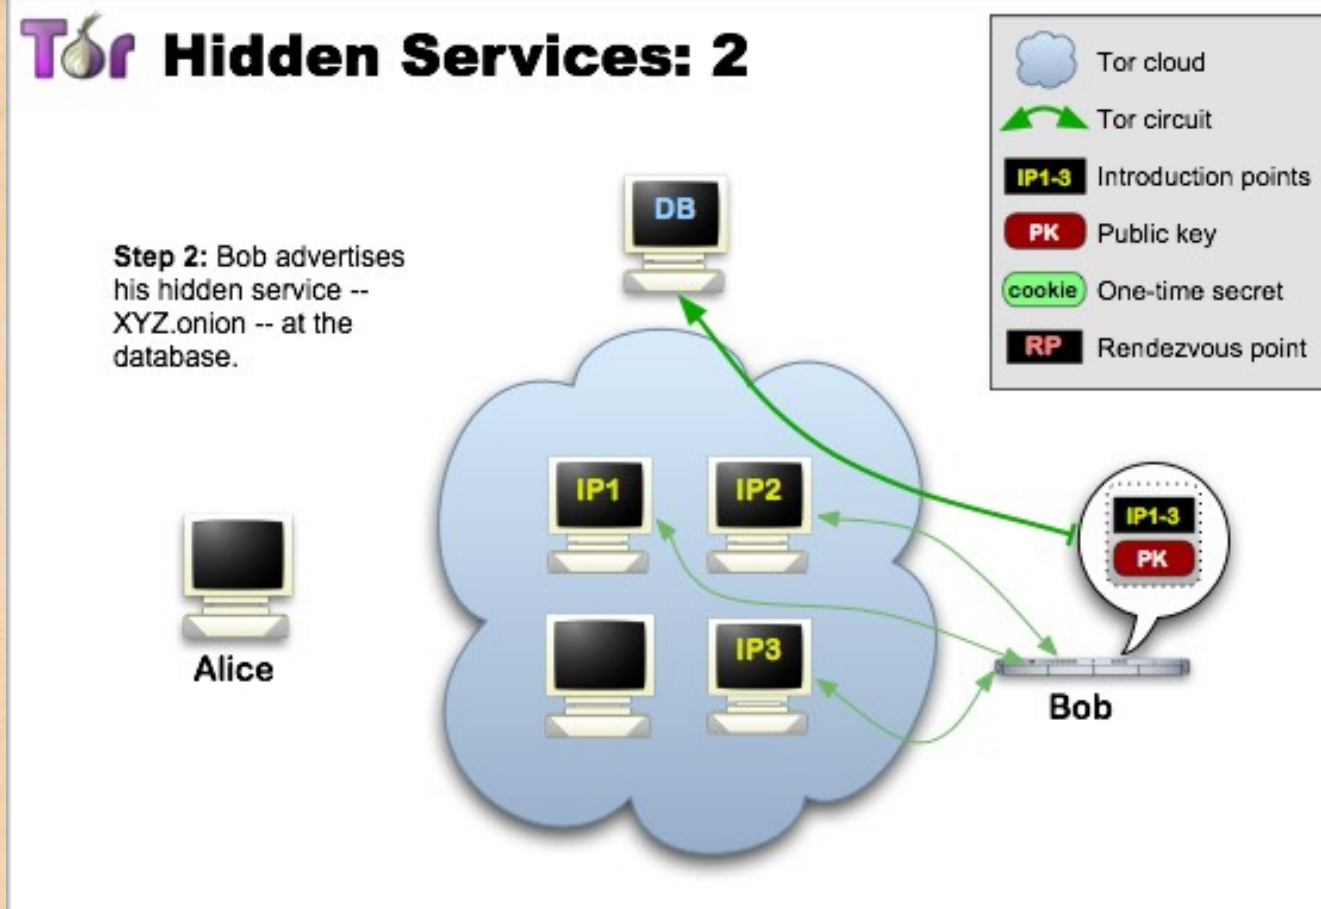 Tor Hidden Services: 2
Tor cloud
Tor circuit
IP1-3 Introduction points
PK Public key
cookie One-time secret
RP Rendezvous point
Step 2: Bob advertises
his hidden service --
XYZ.onion -- at the
database.
DB
IP1
IP2
IP3
IP1-3
PK
Alice
Bob